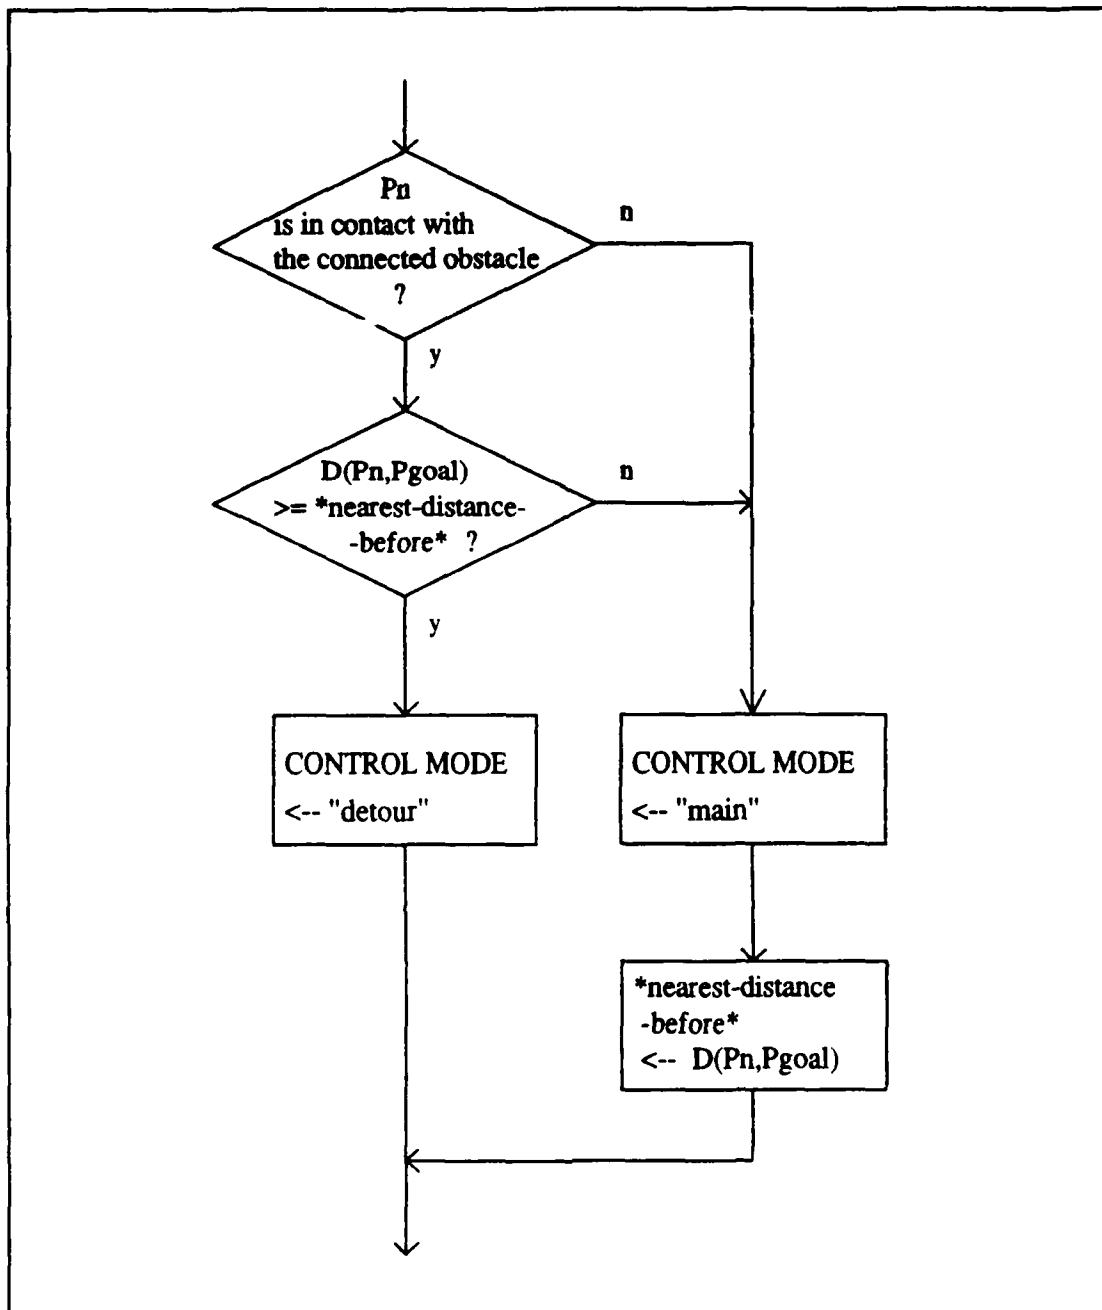 Pn
is in contact with
the connected obstacle
?
n
y
D(Pn,Pgoal)
>= *nearest-distance-
-before* ?
n
y
CONTROL MODE
<-- "detour"
CONTROL MODE
<-- "main"
*nearest-distance
-before*
<-- D(Pn,Pgoal)